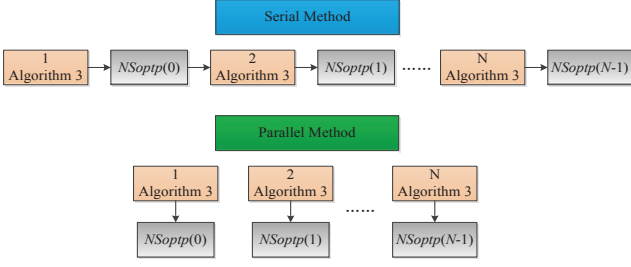 Serial Method
1
Algorithm 3
NSoptp(0)
2
Algorithm 3
NSoptp(1)
......
N
Algorithm 3
NSoptp(N-1)
Parallel Method
1
Algorithm 3
2
Algorithm 3
N
Algorithm 3
......
NSoptp(0)
NSoptp(1)
NSoptp(N-1)